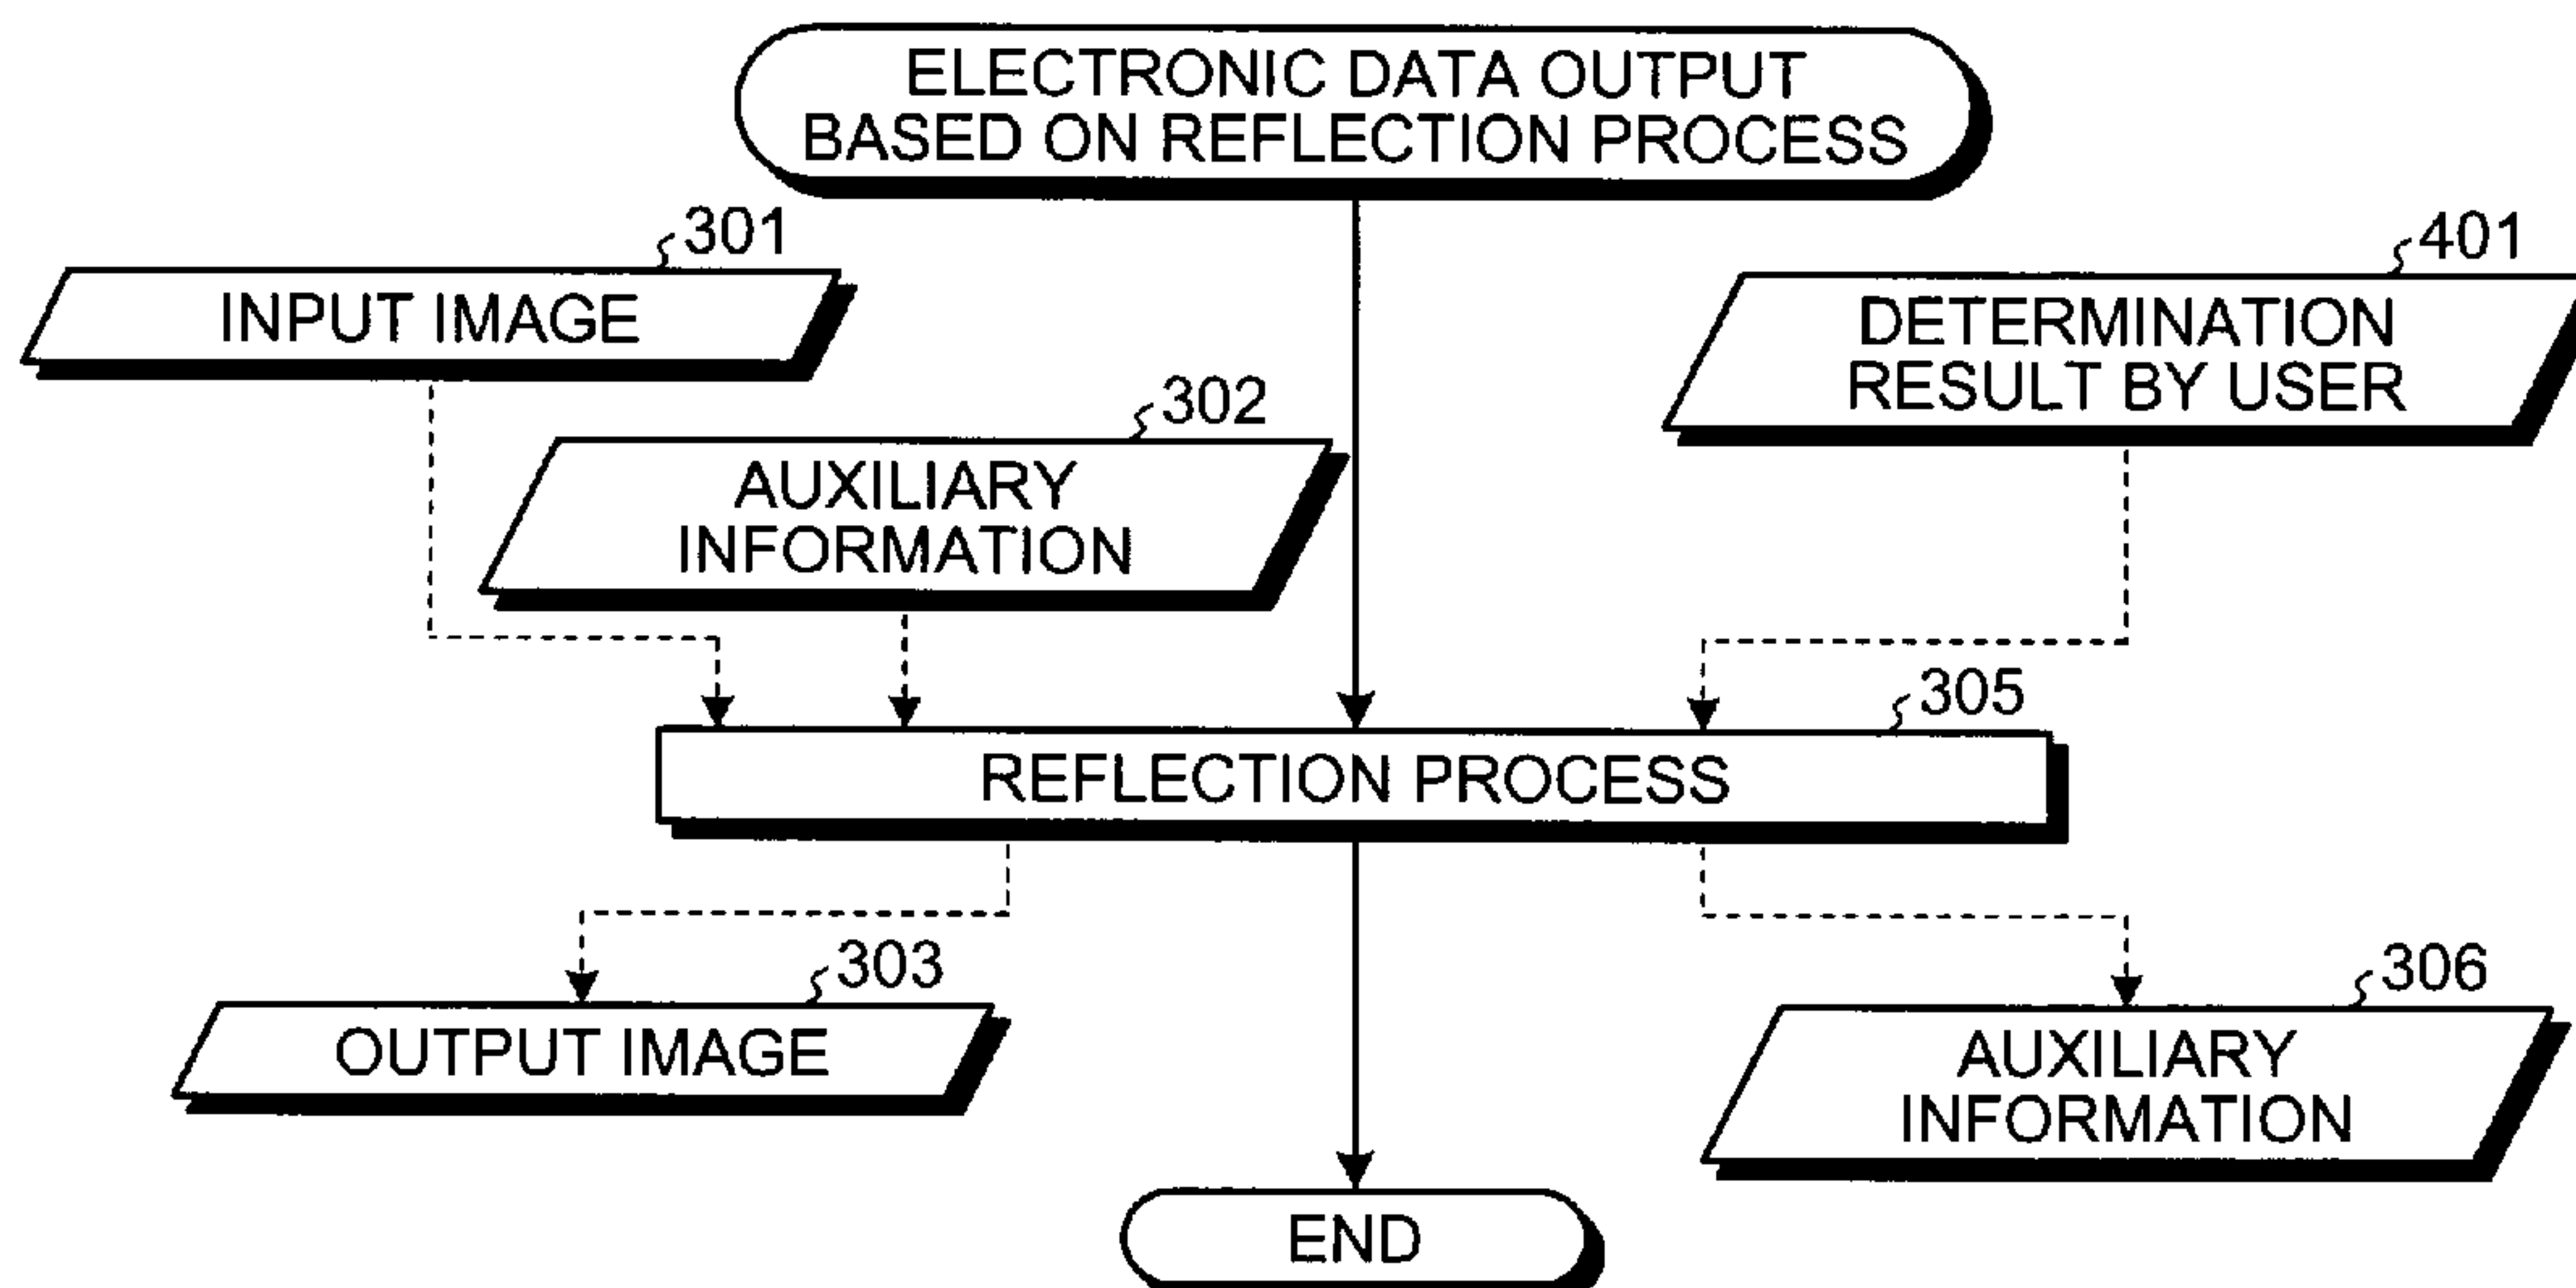 ELECTRONIC DATA OUTPUT
BASED ON REFLECTION PROCESS
301
INPUT IMAGE
401
DETERMINATION
RESULT BY USER
302
AUXILIARY
INFORMATION
305
REFLECTION PROCESS
303
OUTPUT IMAGE
306
AUXILIARY
INFORMATION
END